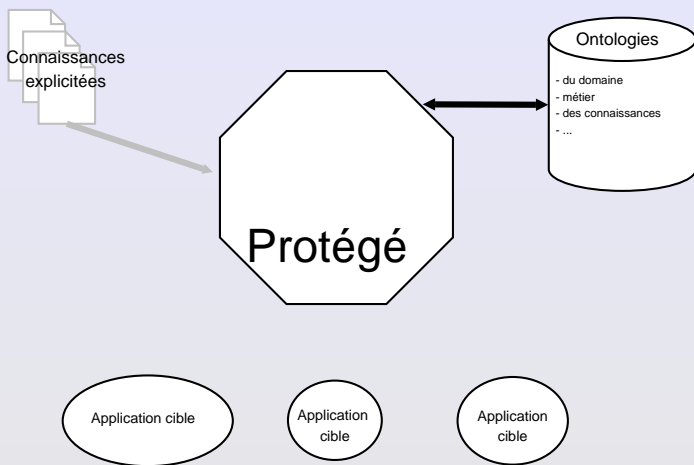 Connaissances
explicitées
Ontologies
- du domaine
- métier
- des connaissances
- ...
Protégé
Application cible
Application
cible
Application
cible